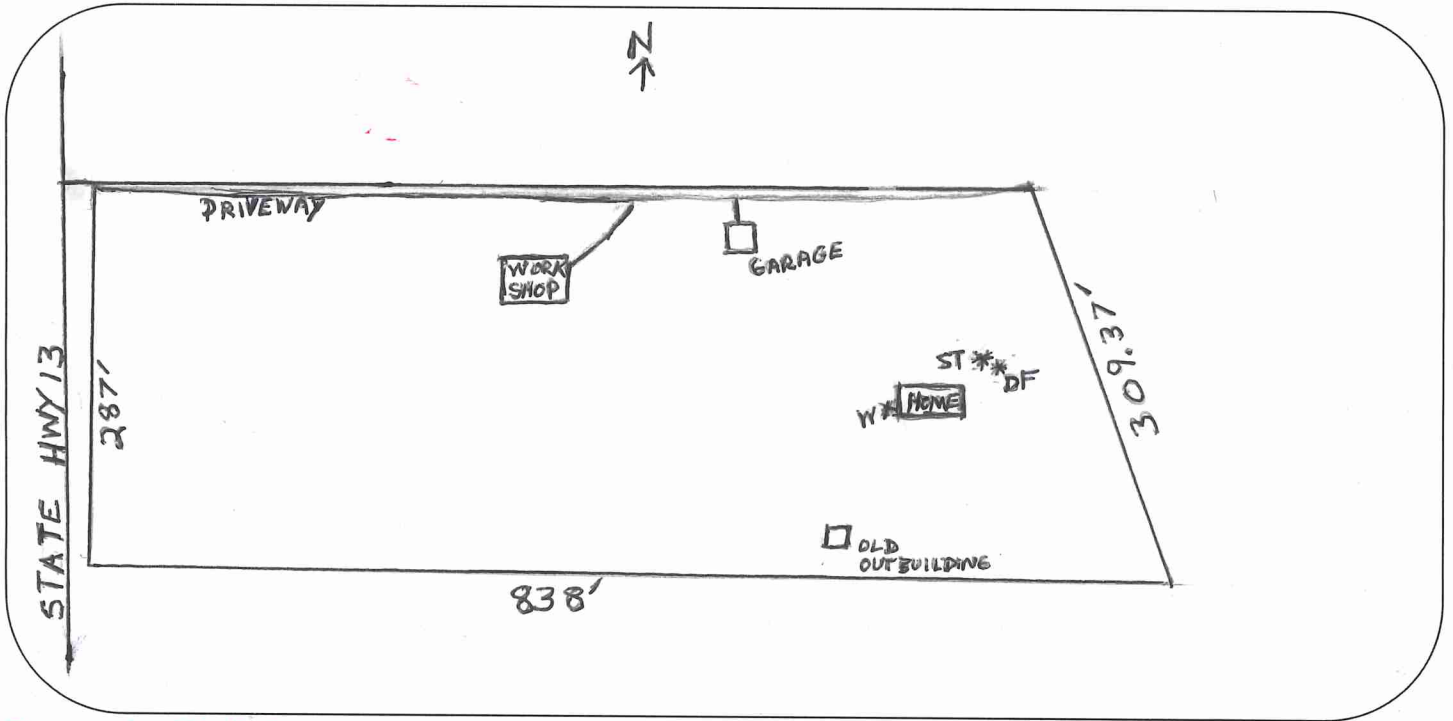 N
DRIVEWAY
WORK
SHOP
GARAGE
STATE HWY 13
287'
309.37'
ST **
DF
W*
HOME
OLD
OUTBUILDING
838'